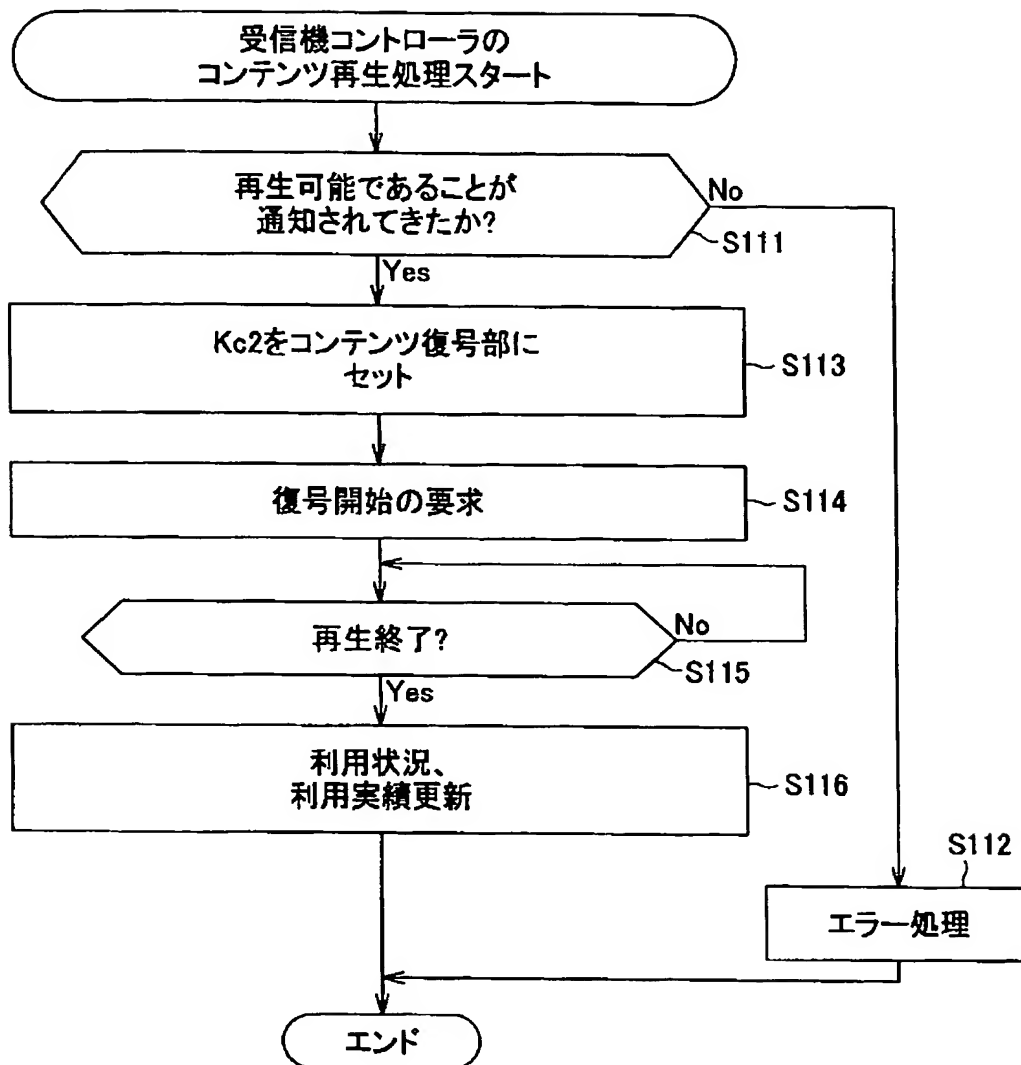 受信機コントローラの
コンテンツ再生処理スタート
再生可能であることが
通知されてきたか?
No
S111
Yes
Kc2をコンテンツ復号部に
セット
S113
復号開始の要求
S114
再生終了?
No
S115
Yes
利用状況、
利用実績更新
S116
S112
エラー処理
エンド